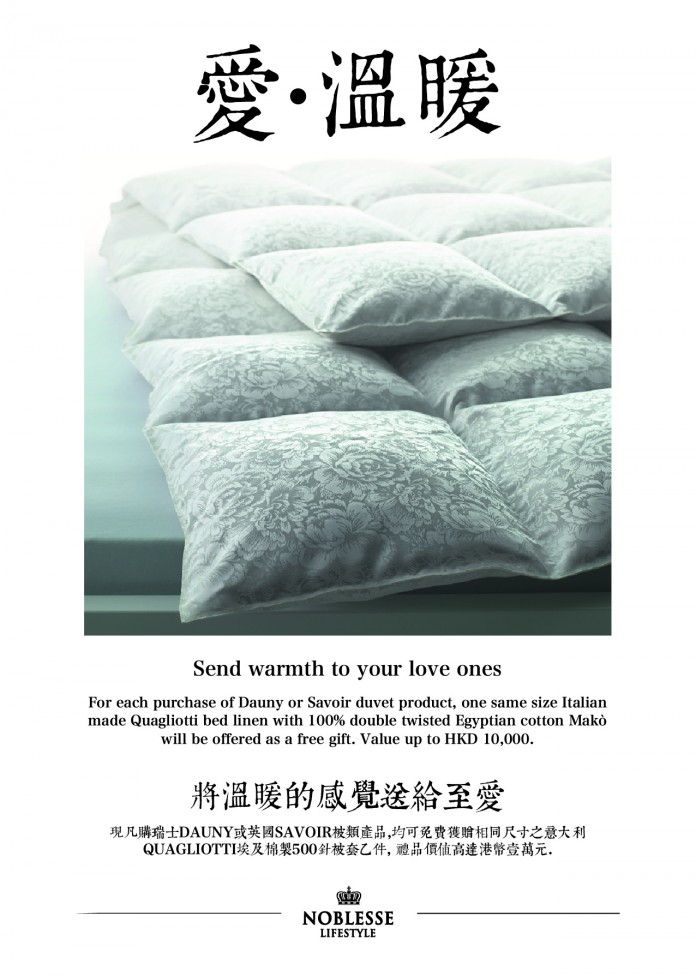 愛·溫暖
Send warmth to your love ones
For each purchase of Dauny or Savoir duvet product, one same size Italian
made Quagliotti bed linen with 100% double twisted Egyptian cotton Makò
will be offered as a free gift. Value up to HKD 10,000.
將溫暖的感覺送給至愛
現凡購瑞士DAUNY或英國SAVOIR被類產品,均可免費獲贈相同尺寸之意大利
QUAGLIOTTI埃及棉製500針被套乙件, 禮品價值高達港幣壹萬元.
NOBLESSE
LIFESTYLE